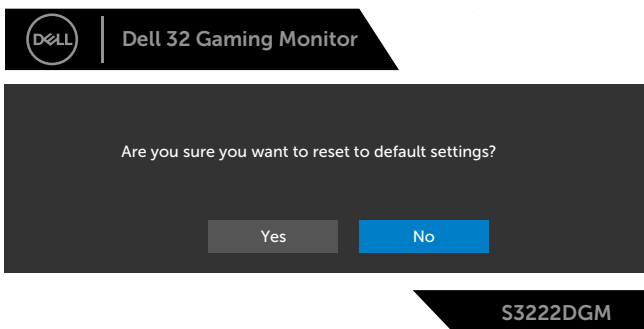 DELL
Dell 32 Gaming Monitor
Are you sure you want to reset to default settings?
Yes
No
S3222DGM